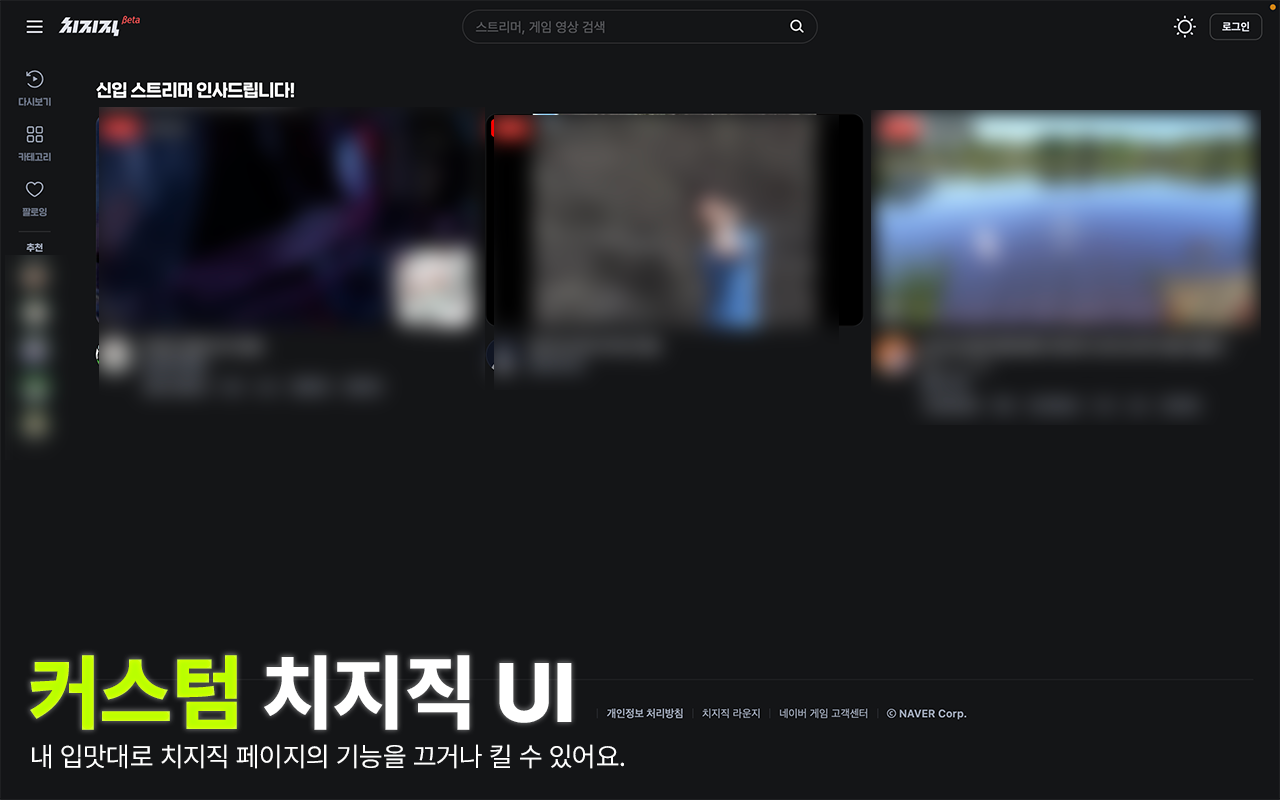 치지직 Beta
스트리머, 게임 영상 검색
로그인
다시보기
카테고리
팔로잉
추천
신입 스트리머 인사드립니다!
커스텀 치지직 UI
개인정보 처리방침 치지직 라운지 네이버 게임 고객센터 © NAVER Corp.
내 입맛대로 치지직 페이지의 기능을 끄거나 킬 수 있어요.